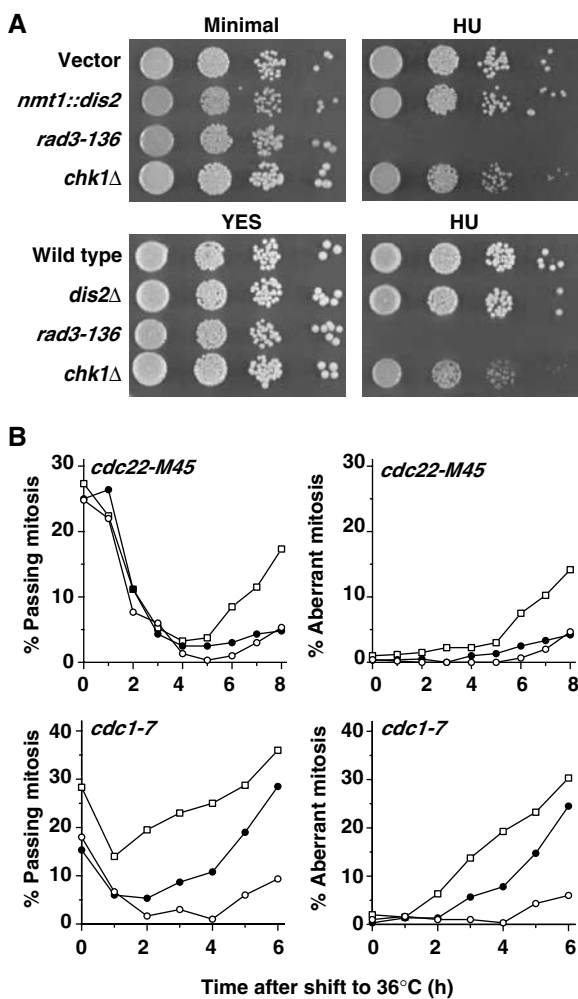 A
Minimal HU
Vector
nmt1::dis2
rad3-136
chk1Δ
YES HU
Wild type
dis2Δ
rad3-136
chk1Δ
B
cdc22-M45
% Passing mitosis
30
20
10
0
0 2 4 6 8
cdc22-M45
% Aberrant mitosis
30
20
10
0
0 2 4 6 8
cdc1-7
% Passing mitosis
40
30
20
10
0
0 2 4 6
cdc1-7
% Aberrant mitosis
40
30
20
10
0
0 2 4 6
Time after shift to 36°C (h)